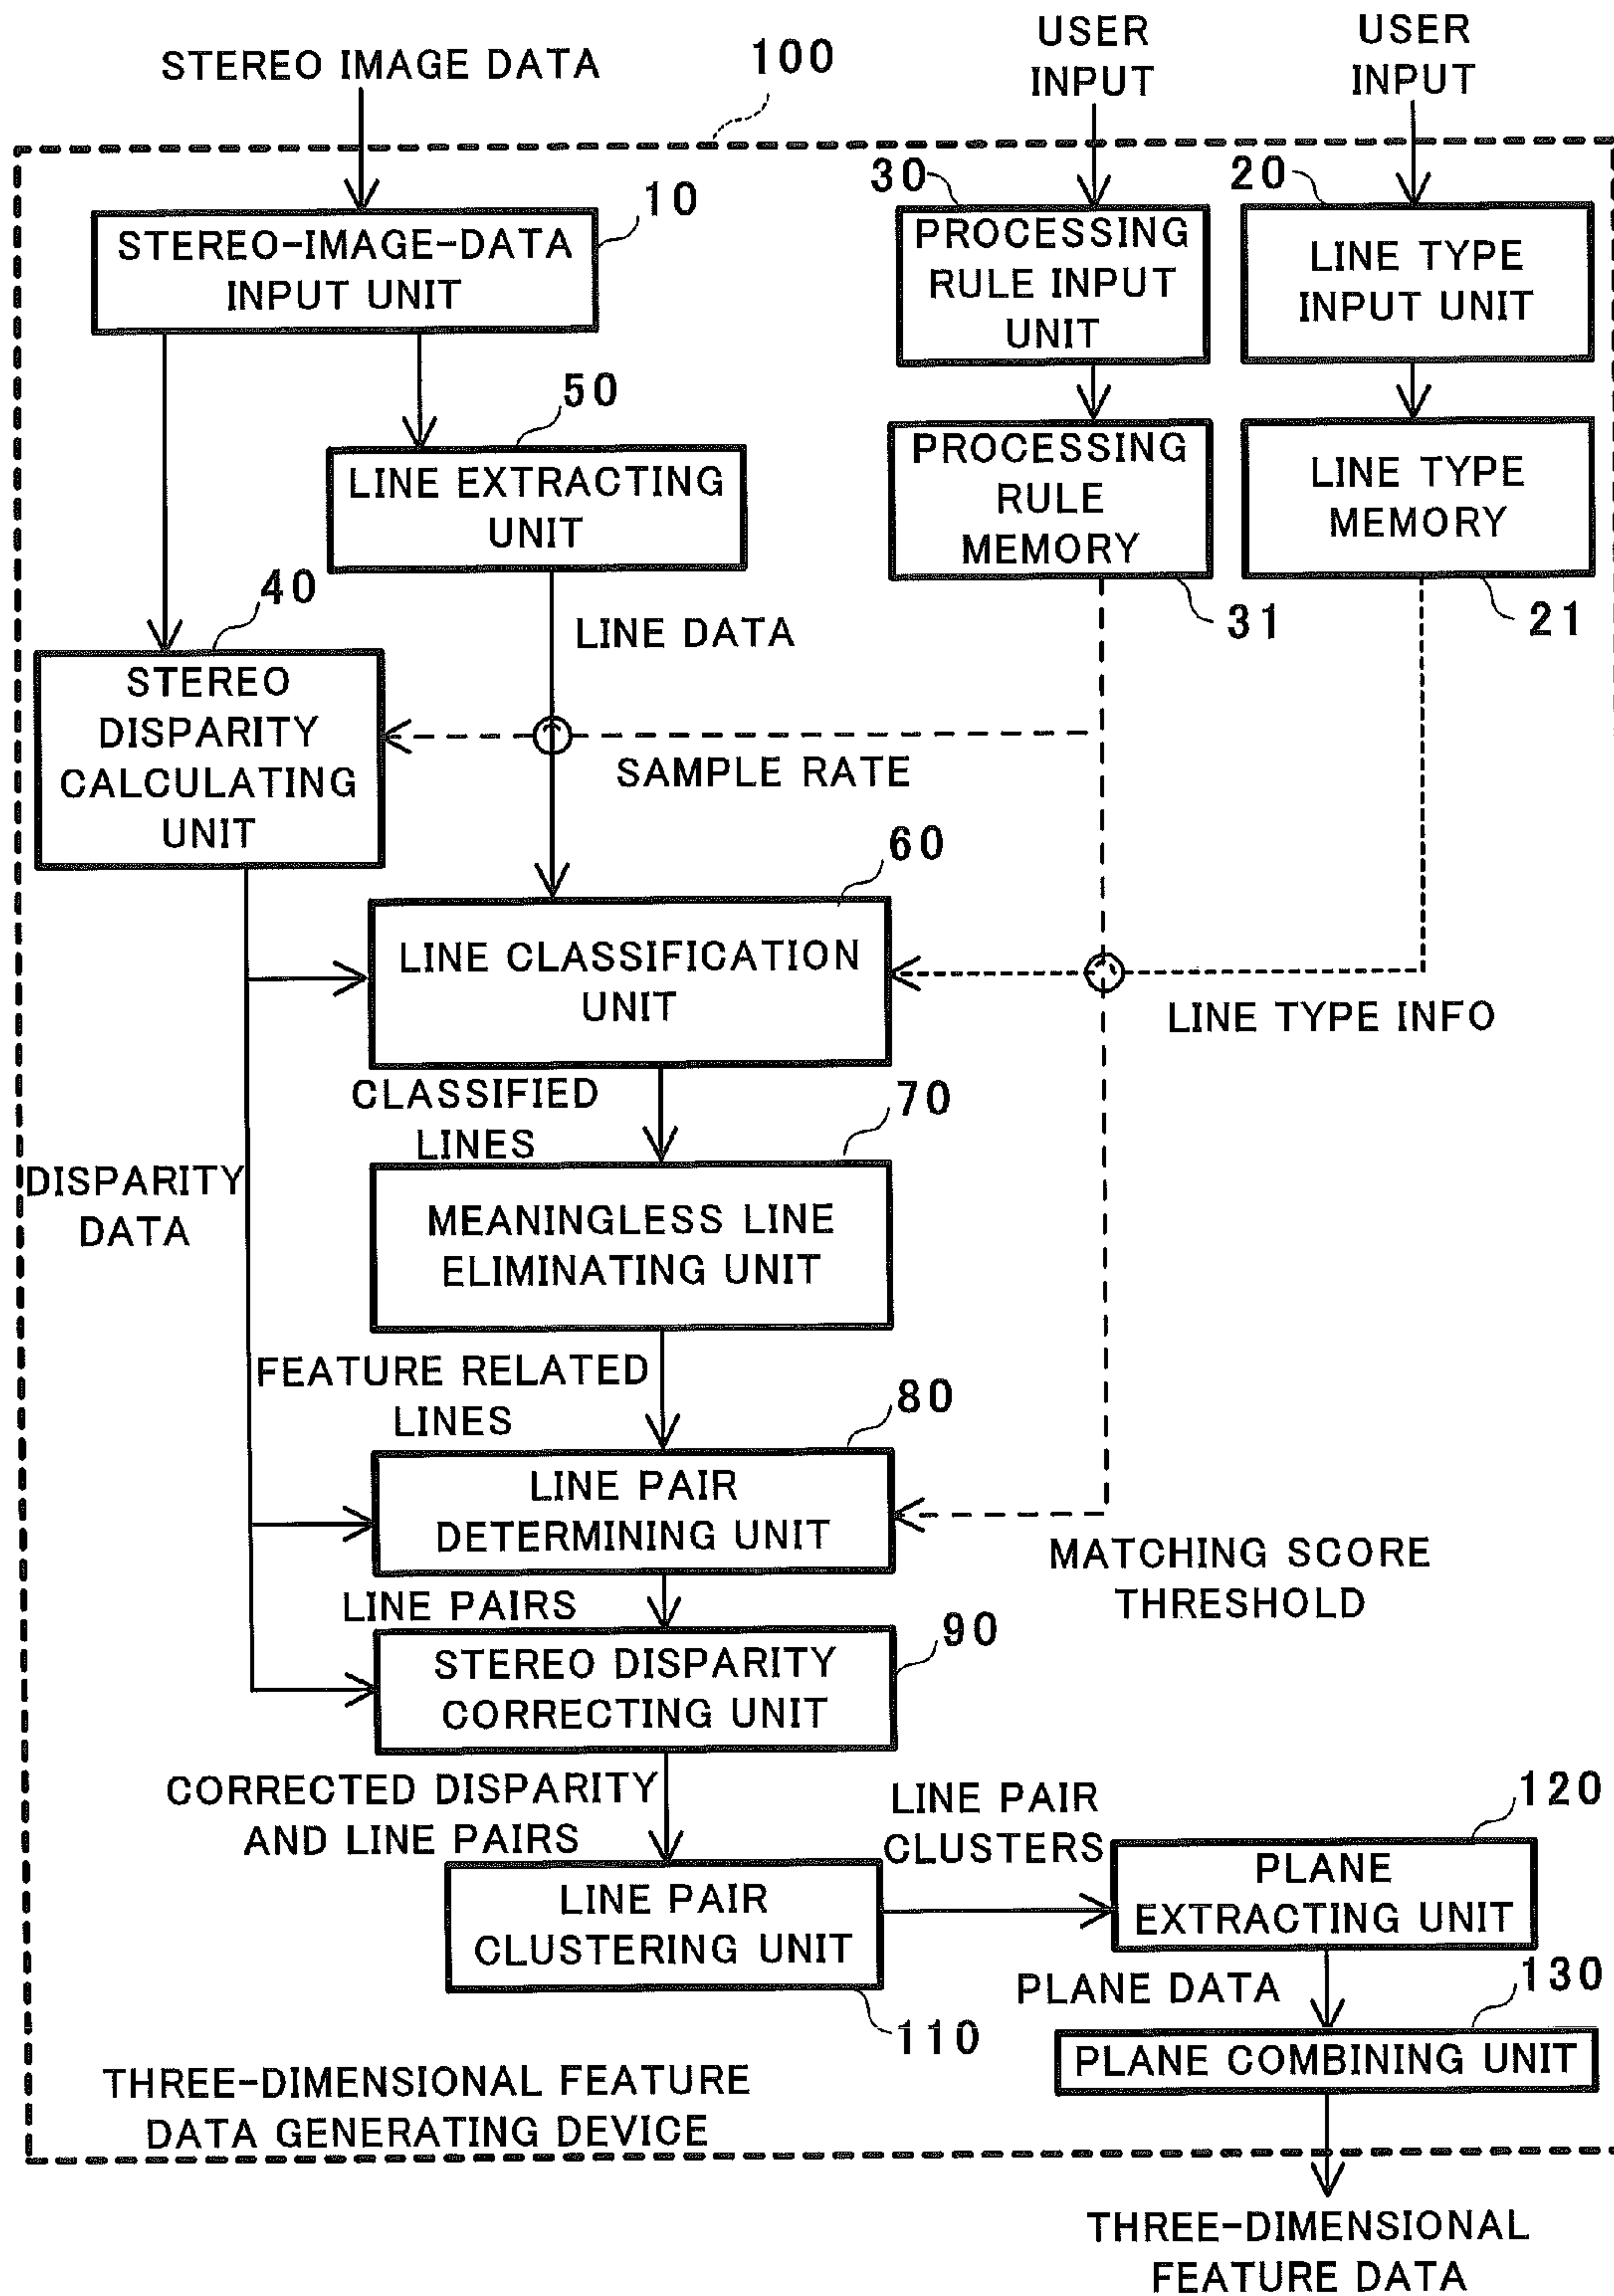 STEREO IMAGE DATA
100
USER
INPUT
USER
INPUT
10
30
20
STEREO-IMAGE-DATA
INPUT UNIT
PROCESSING
RULE INPUT
UNIT
LINE TYPE
INPUT UNIT
50
LINE EXTRACTING
UNIT
PROCESSING
RULE
MEMORY
LINE TYPE
MEMORY
40
31
21
LINE DATA
STEREO
DISPARITY
CALCULATING
UNIT
SAMPLE RATE
60
LINE CLASSIFICATION
UNIT
LINE TYPE INFO
CLASSIFIED
LINES
70
DISPARITY
DATA
MEANINGLESS LINE
ELIMINATING UNIT
FEATURE RELATED
LINES
80
LINE PAIR
DETERMINING UNIT
MATCHING SCORE
THRESHOLD
LINE PAIRS
90
STEREO DISPARITY
CORRECTING UNIT
CORRECTED DISPARITY
AND LINE PAIRS
LINE PAIR
CLUSTERS
120
PLANE
EXTRACTING UNIT
LINE PAIR
CLUSTERING UNIT
110
PLANE DATA
130
PLANE COMBINING UNIT
THREE-DIMENSIONAL FEATURE
DATA GENERATING DEVICE
THREE-DIMENSIONAL
FEATURE DATA